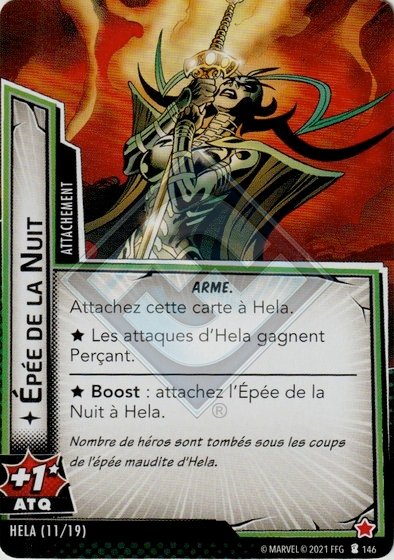 ÉPÉE DE LA NUIT
ATTACHEMENT
ARME.
Attachez cette carte à Hela.
★ Les attaques d'Hela gagnent
Perçant.
★ Boost : attachez l'Épée de la
Nuit à Hela.
®
Nombre de héros sont tombés sous les coups
de l'épée maudite d'Hela.
+1★
ATQ
HELA (11/19)
© MARVEL © 2021 FFG 146